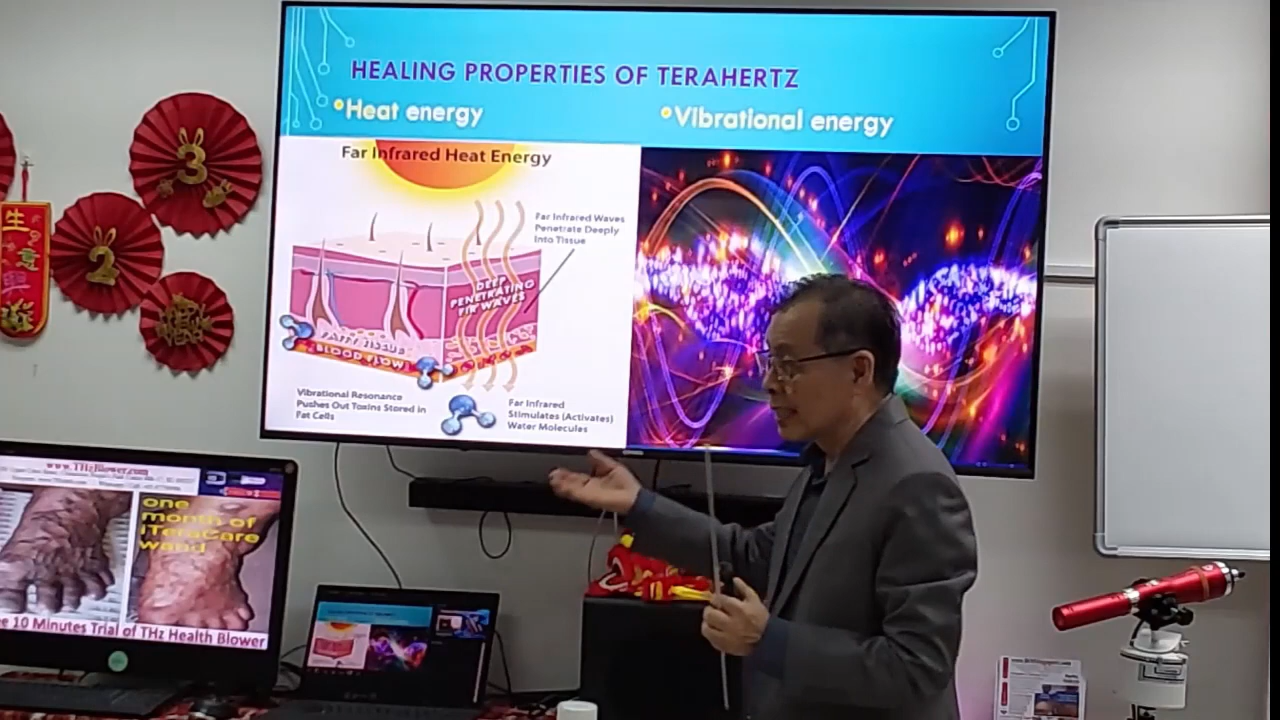 HEALING PROPERTIES OF TERAHERTZ
Heat energy
Vibrational energy
Far Infrared Heat Energy
Far Infrared Waves
Penetrate Deeply
Into Tissue
DEEP
PENETRATING
FIR WAVES
FATTY TISSUE
BLOOD FLOW
Vibrational Resonance
Pushes Out Toxins Stored in
Fat Cells
Far Infrared
Stimulates (Activates)
Water Molecules
3
2
生
意
www.THzBlower.com
one
month of
iTeraCare
wand
10 Minutes Trial of THz Health Blower